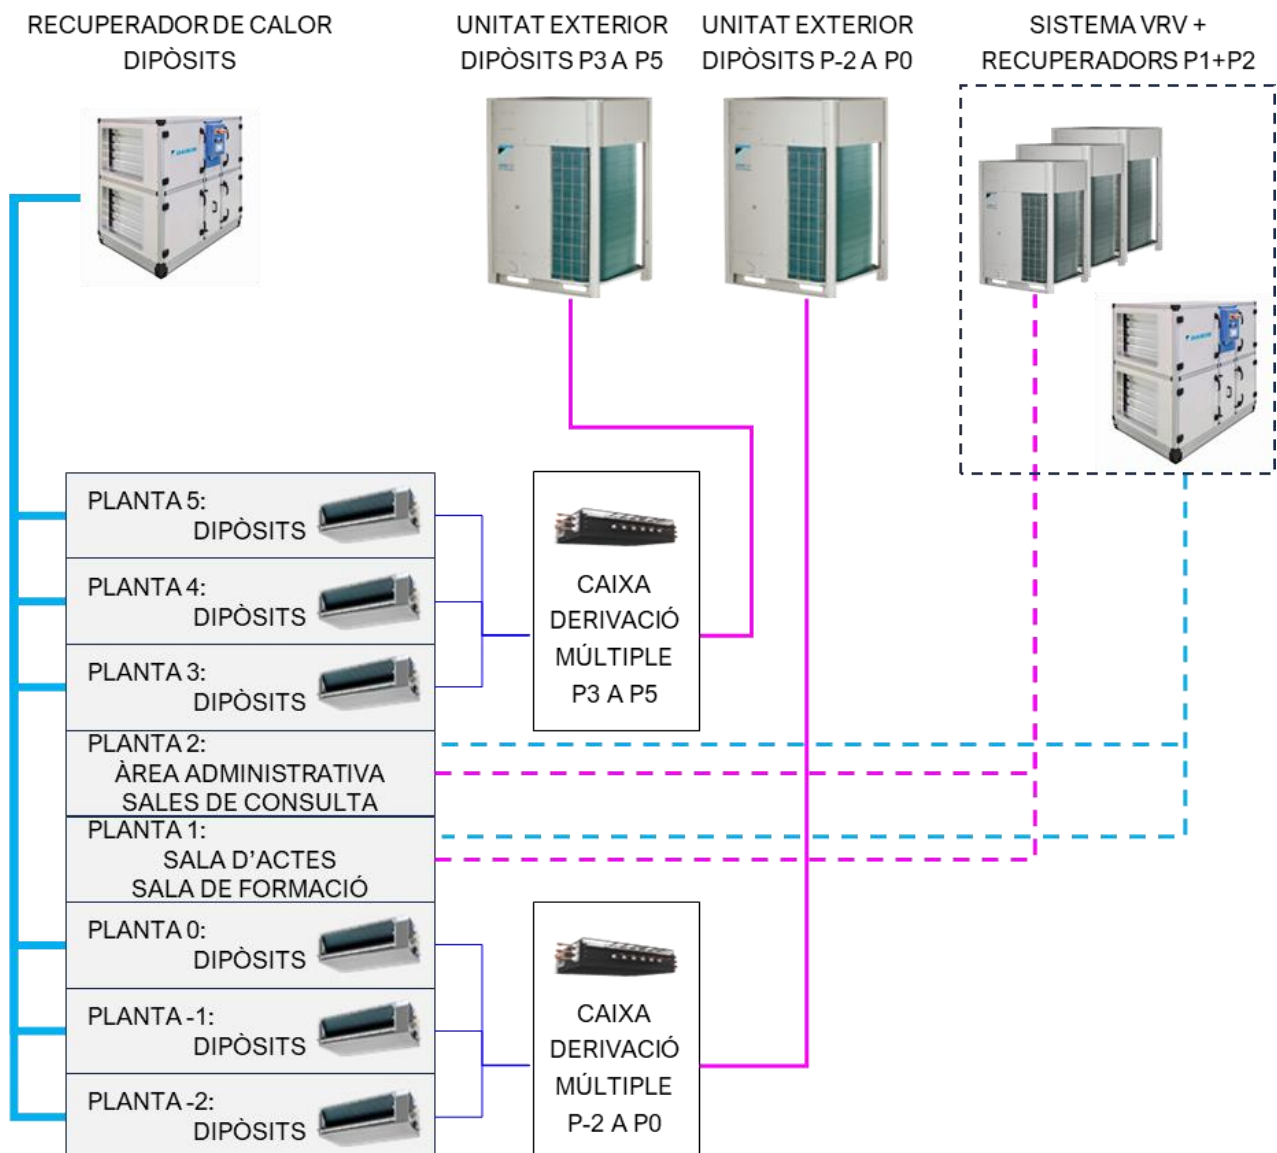 RECUPERADOR DE CALOR
DIPÒSITS
UNITAT EXTERIOR
DIPÒSITS P3 A P5
UNITAT EXTERIOR
DIPÒSITS P-2 A P0
SISTEMA VRV +
RECUPERADORS P1+P2
PLANTA 5:
DIPÒSITS
PLANTA 4:
DIPÒSITS
PLANTA 3:
DIPÒSITS
CAIXA
DERIVACIÓ
MÚLTIPLE
P3 A P5
PLANTA 2:
ÀREA ADMINISTRATIVA
SALES DE CONSULTA
PLANTA 1:
SALA D'ACTES
SALA DE FORMACIÓ
PLANTA 0:
DIPÒSITS
PLANTA -1:
DIPÒSITS
PLANTA -2:
DIPÒSITS
CAIXA
DERIVACIÓ
MÚLTIPLE
P-2 A P0